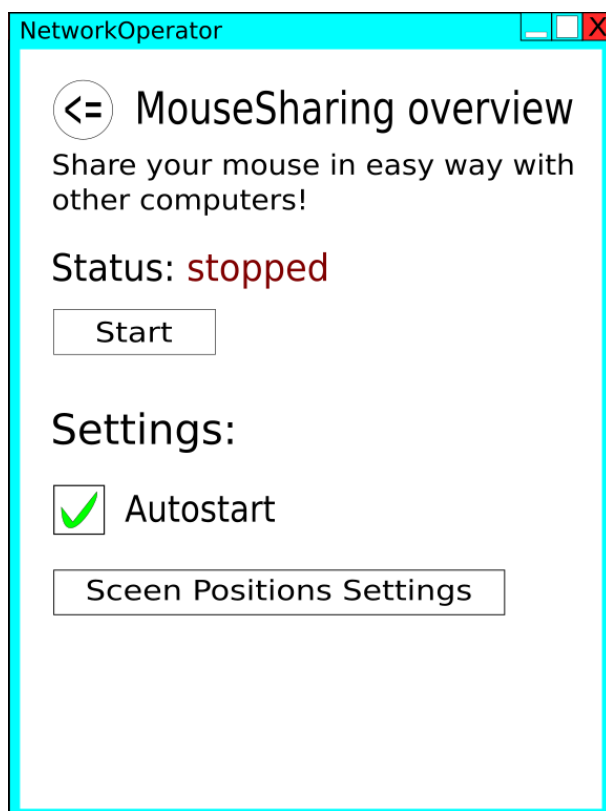 NetworkOperator
X
<= MouseSharing overview
Share your mouse in easy way with
other computers!
Status: stopped
Start
Settings:
Autostart
Sceen Positions Settings